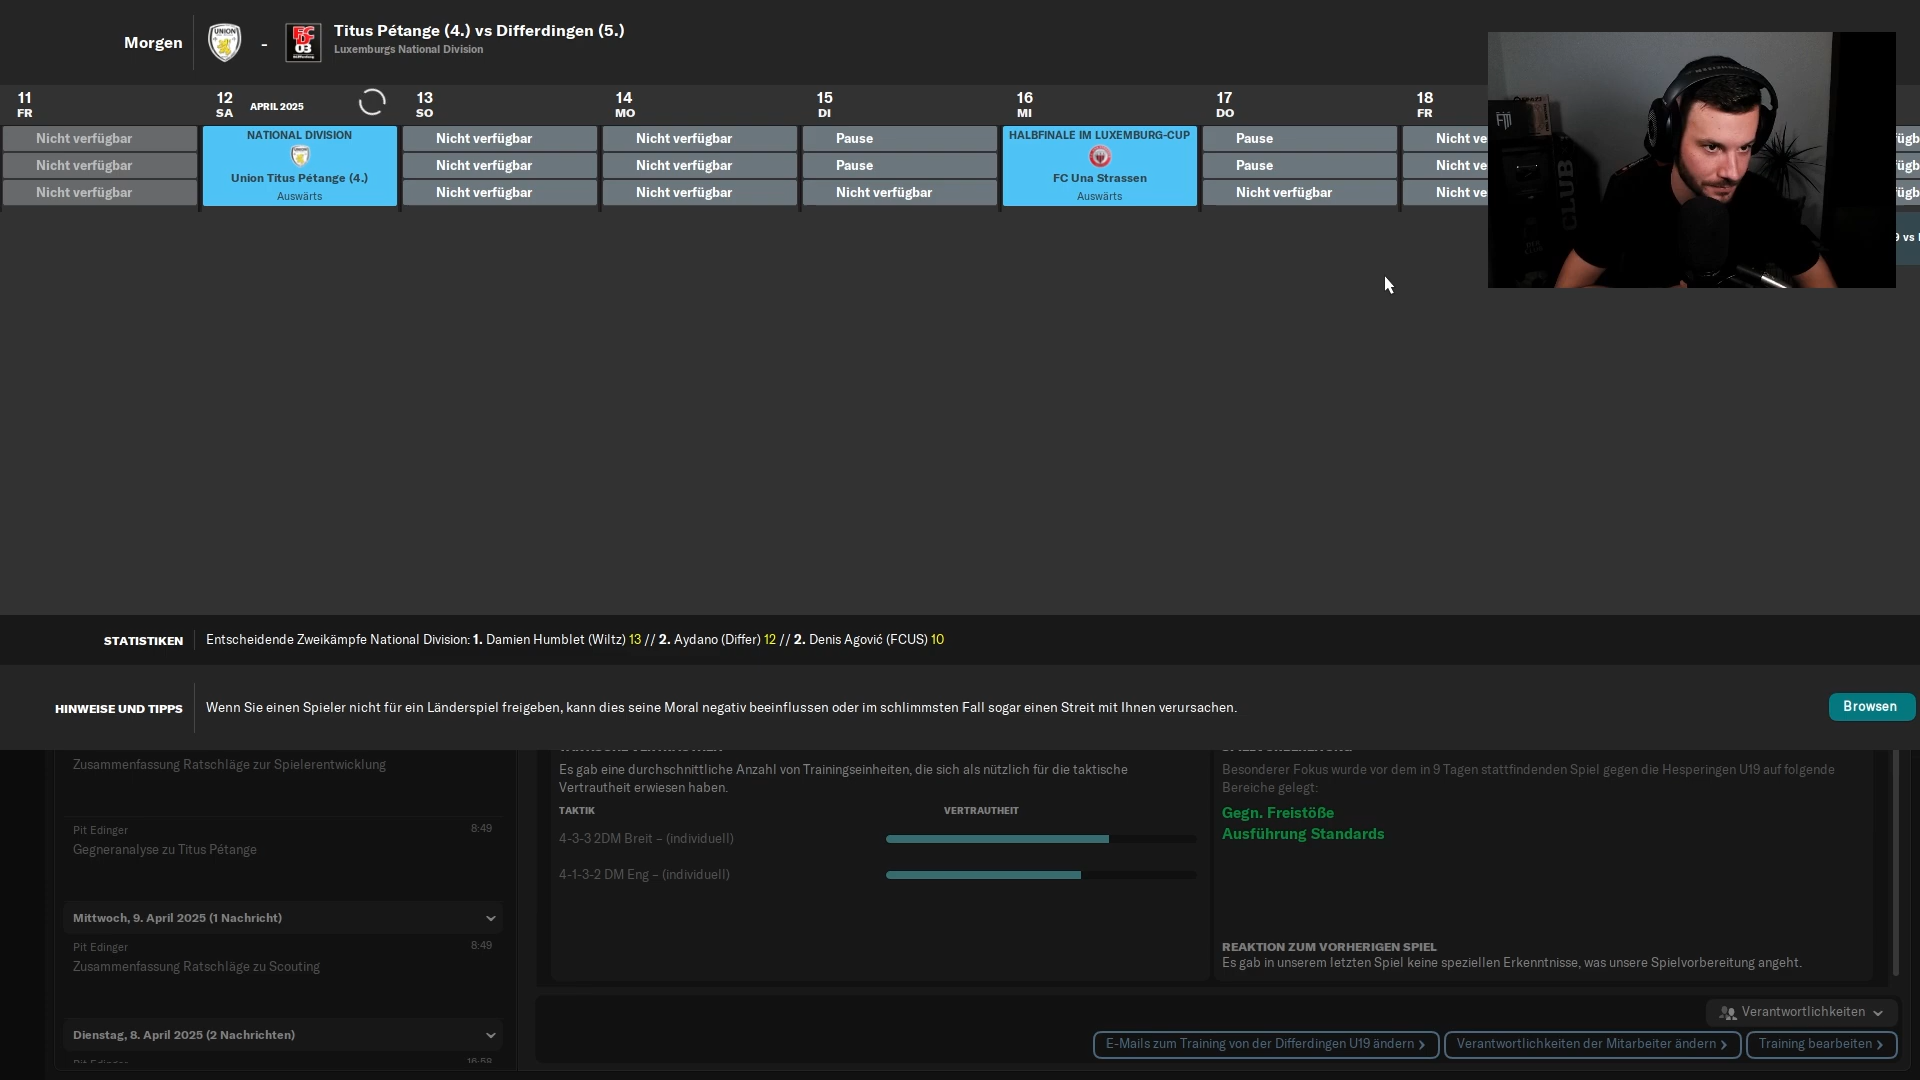 Morgen
-
Titus Pétange (4.) vs Differdingen (5.)
Luxemburgs National Division
11
FR
12
SA
APRIL 2025
13
SO
14
MO
15
DI
16
MI
17
DO
18
FR
Nicht verfügbar
Nicht verfügbar
Nicht verfügbar
NATIONAL DIVISION
UNION
Union Titus Pétange (4.)
Auswärts
Nicht verfügbar
Nicht verfügbar
Nicht verfügbar
Nicht verfügbar
Nicht verfügbar
Nicht verfügbar
Pause
Pause
Nicht verfügbar
HALBFINALE IM LUXEMBURG-CUP
FC Una Strassen
Auswärts
Pause
Pause
Nicht verfügbar
Nicht ve
Nicht ve
Nicht ve
CLUB
STATISTIKEN
Entscheidende Zweikämpfe National Division: 1. Damien Humblet (Wiltz) 13 // 2. Aydano (Differ) 12 // 2. Denis Agović (FCUS) 10
HINWEISE UND TIPPS
Wenn Sie einen Spieler nicht für ein Länderspiel freigeben, kann dies seine Moral negativ beeinflussen oder im schlimmsten Fall sogar einen Streit mit Ihnen verursachen.
Browsen
Zusammenfassung Ratschläge zur Spielerentwicklung
Pit Edinger
8:49
Gegneranalyse zu Titus Pétange
Mittwoch, 9. April 2025 (1 Nachricht)
Pit Edinger
8:49
Zusammenfassung Ratschläge zu Scouting
Dienstag, 8. April 2025 (2 Nachrichten)
Pit Edinger
16:58
Es gab eine durchschnittliche Anzahl von Trainingseinheiten, die sich als nützlich für die taktische
Vertrautheit erwiesen haben.
TAKTIK
VERTRAUTHEIT
4-3-3 2DM Breit – (individuell)
4-1-3-2 DM Eng – (individuell)
Besonderer Fokus wurde vor dem in 9 Tagen stattfindenden Spiel gegen die Hesperingen U19 auf folgende
Bereiche gelegt:
Gegn. Freistöße
Ausführung Standards
REAKTION ZUM VORHERIGEN SPIEL
Es gab in unserem letzten Spiel keine speziellen Erkenntnisse, was unsere Spielvorbereitung angeht.
Verantwortlichkeiten
E-Mails zum Training von der Differdingen U19 ändern
Verantwortlichkeiten der Mitarbeiter ändern
Training bearbeiten